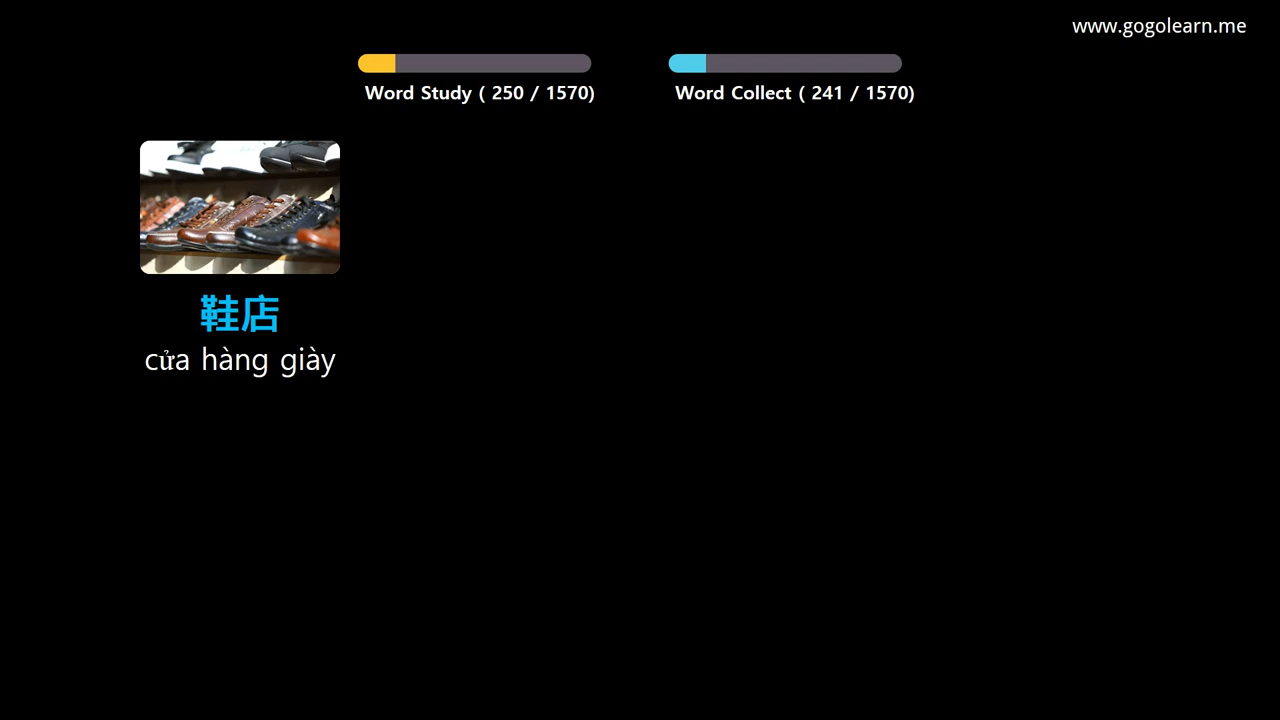 www.gogolearn.me
Word Study ( 250 / 1570)
Word Collect ( 241 / 1570)
鞋店
cửa hàng giày